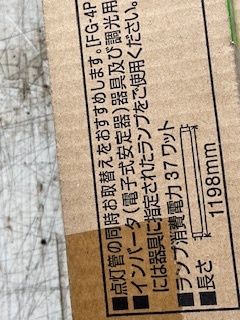 ■点灯管の同時お取替えをおすすめします。[FG-4P
■インバータ(電子式安定器)器具及び調光用
には器具に指定されたランプをご使用ください。
■ランプ消費電力 37 ワット
■長さ 1198mm